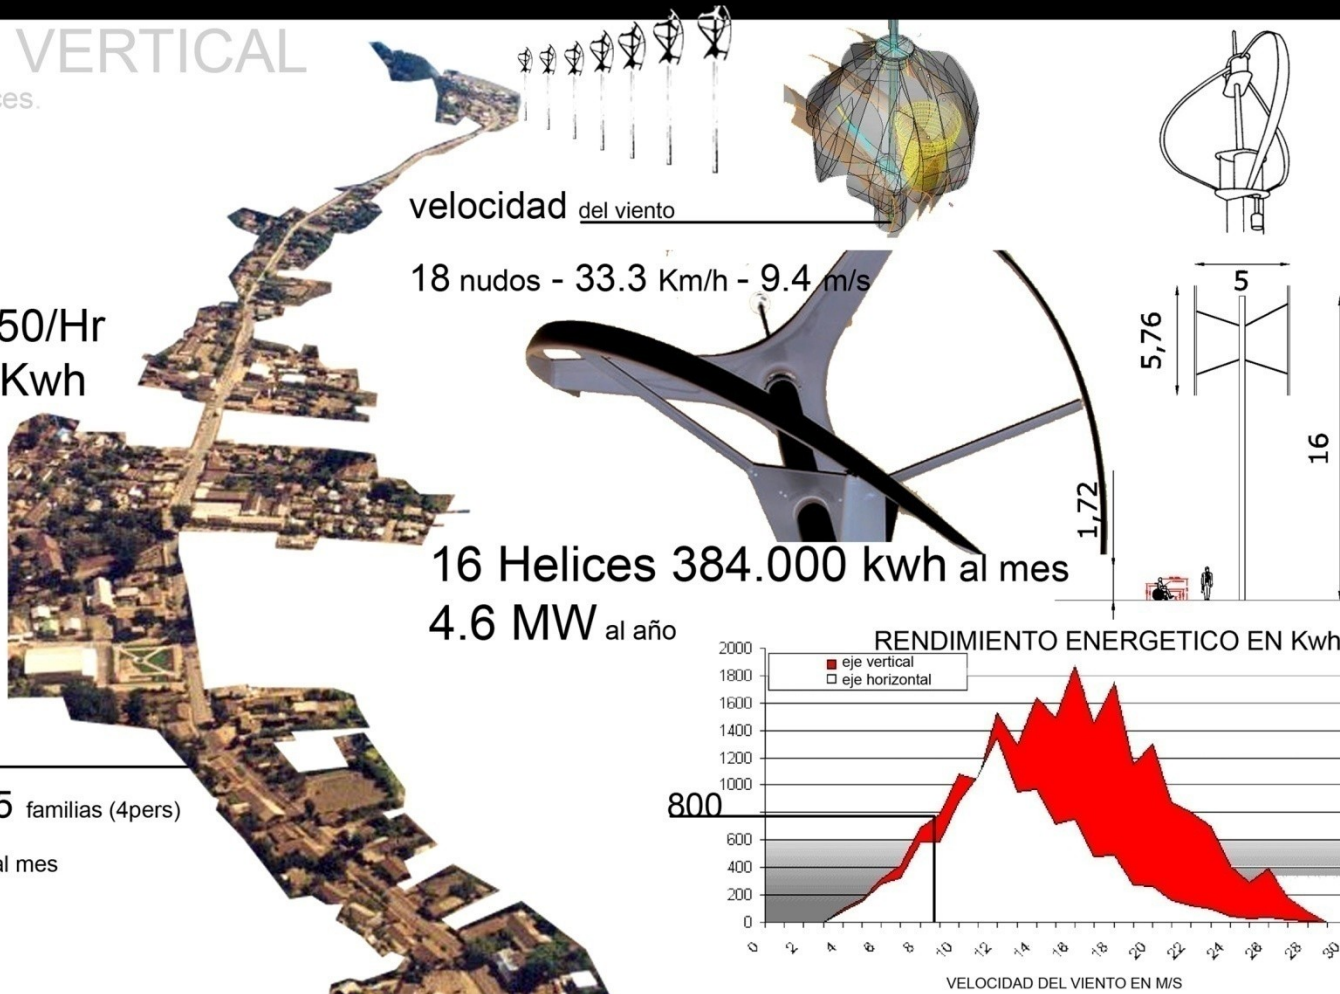 VERTICAL
ces.
velocidad del viento
18 nudos - 33.3 Km/h - 9.4 m/s
50/Hr
Kwh
5
5,76
16
1,72
16 Helices 384.000 kwh al mes
4.6 MW al año
5 familias (4pers)
al mes
RENDIMIENTO ENERGETICO EN Kwh
eje vertical
eje horizontal
2000
1800
1600
1400
1200
1000
800
600
400
200
0
0 2 4 6 8 10 12 14 16 18 20 22 24 26 28 30
VELOCIDAD DEL VIENTO EN M/S